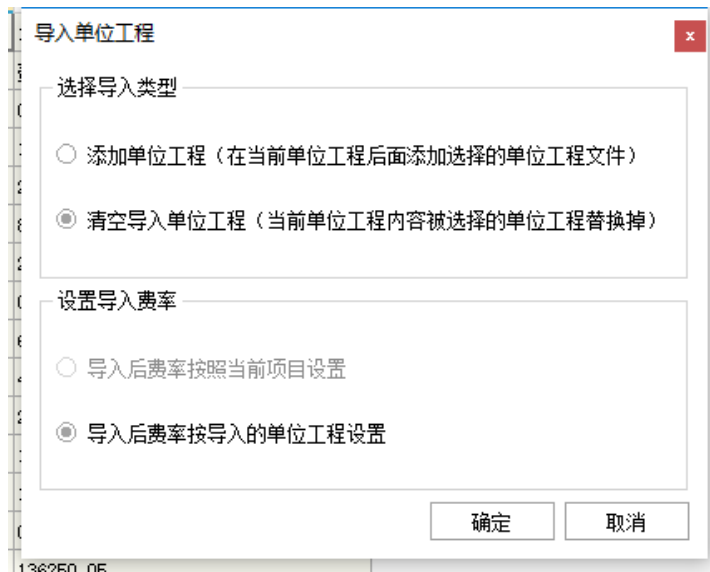 导入单位工程
x
选择导入类型
添加单位工程（在当前单位工程后面添加选择的单位工程文件）
清空导入单位工程（当前单位工程内容被选择的单位工程替换掉）
设置导入费率
导入后费率按照当前项目设置
导入后费率按导入的单位工程设置
确定
取消
136250.05